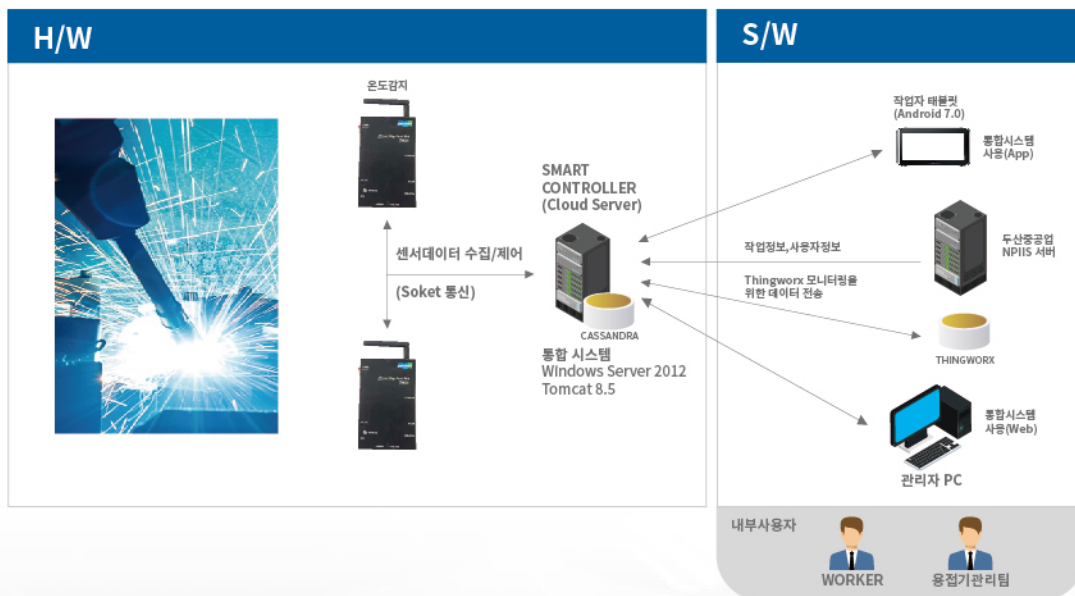 H/W
온도감지
센서데이터 수집/제어
(Soket 통신)
SMART
CONTROLLER
(Cloud Server)
CASSANDRA
통합 시스템
Windows Server 2012
Tomcat 8.5
S/W
작업자 태블릿
(Android 7.0)
통합시스템
사용(App)
작업정보,사용자정보
두산중공업
NPIIS 서버
Thingworx 모니터링을
위한 데이터 전송
THINGWORX
통합시스템
사용(Web)
관리자 PC
내부사용자
WORKER
용접기관리팀